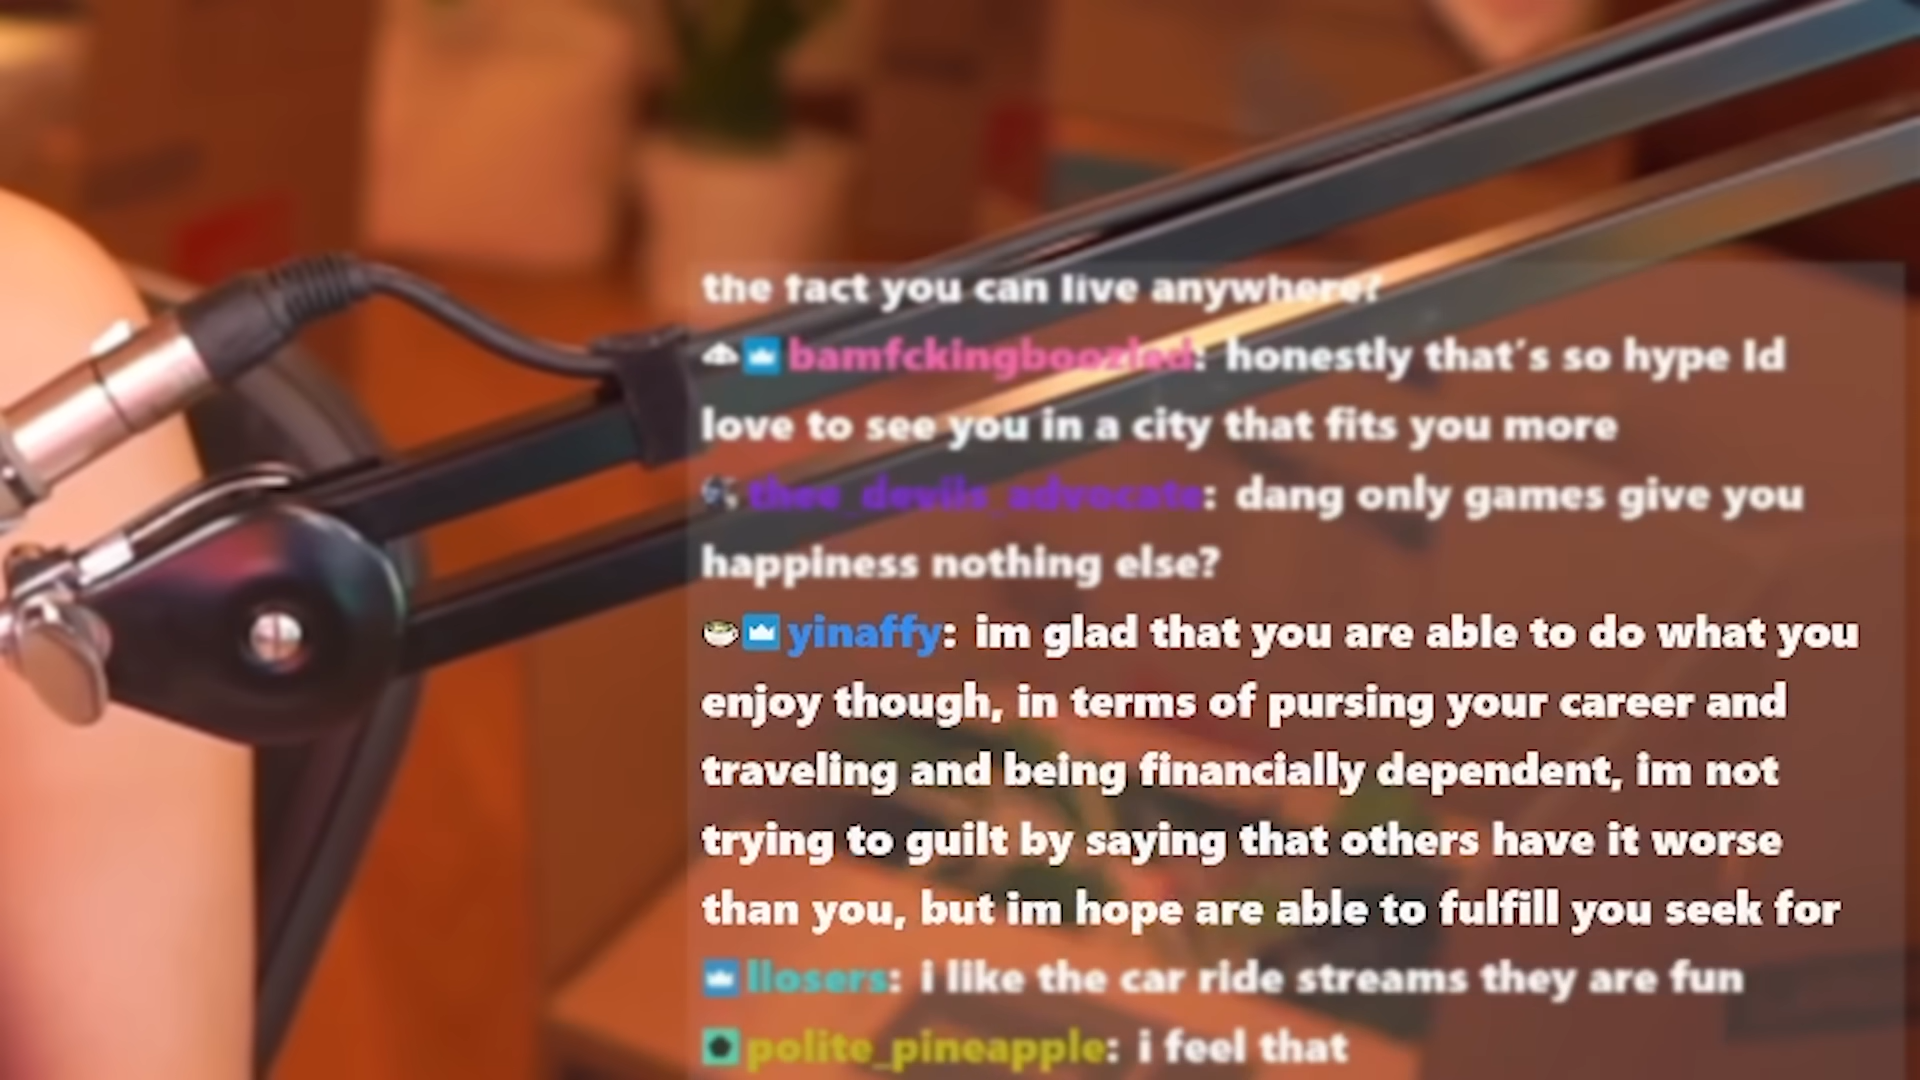 the fact you can live anywhere?
bamfckingboozled: honestly that's so hype Id
love to see you in a city that fits you more
thee_devils_advocate: dang only games give you
happiness nothing else?
yinaffy: im glad that you are able to do what you
enjoy though, in terms of pursing your career and
traveling and being financially dependent, im not
trying to guilt by saying that others have it worse
than you, but im hope are able to fulfill you seek for
llosers: i like the car ride streams they are fun
polite_pineapple: i feel that